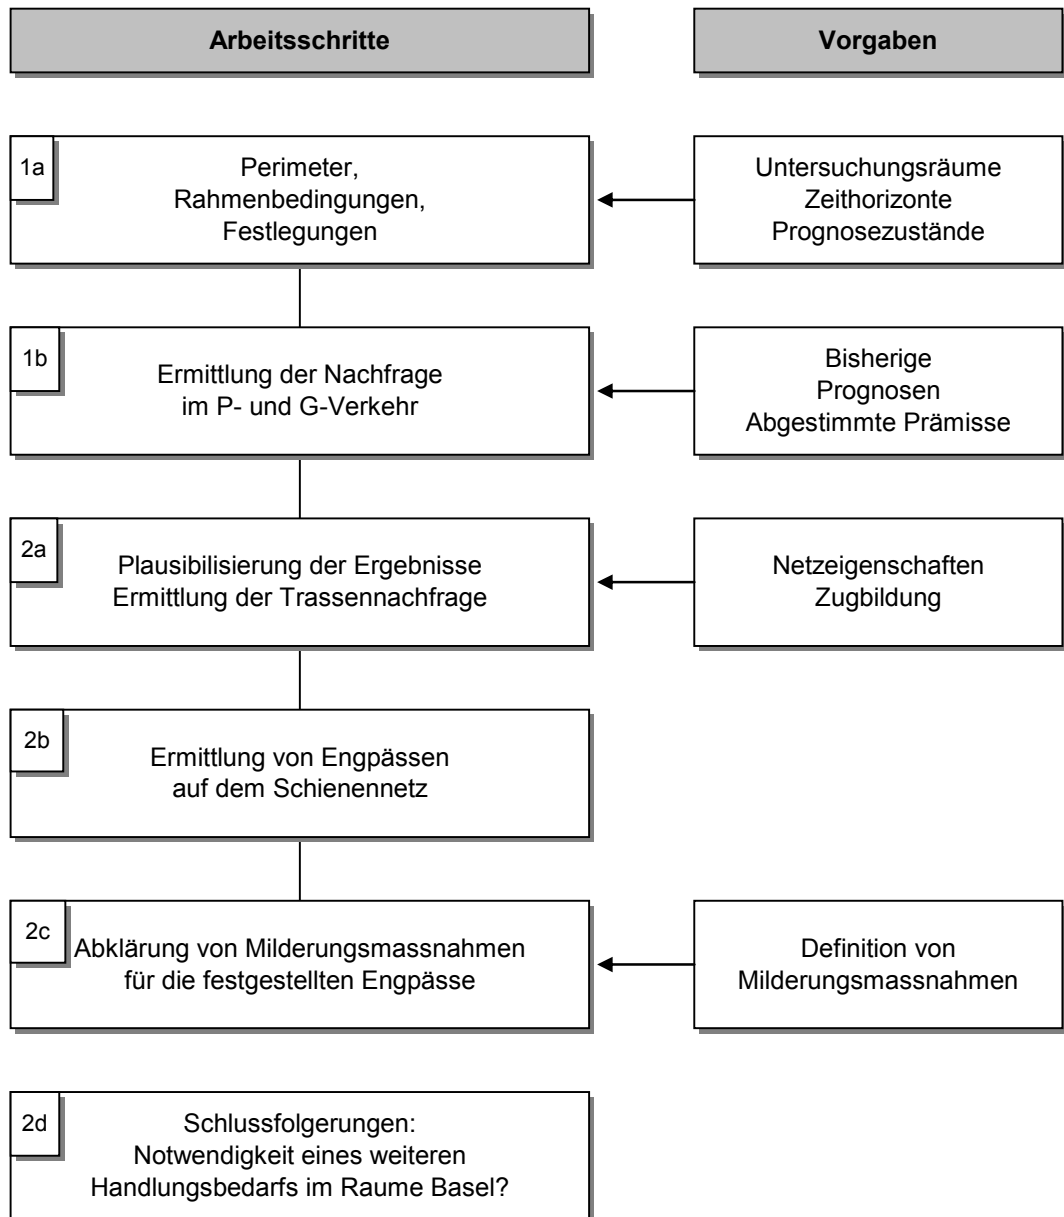 Arbeitsschritte
Vorgaben
1a
Perimeter,
Rahmenbedingungen,
Festlegungen
Untersuchungsräume
Zeithorizonte
Prognosezustände
1b
Ermittlung der Nachfrage
im P- und G-Verkehr
Bisherige
Prognosen
Abgestimmte Prämisse
2a
Plausibilisierung der Ergebnisse
Ermittlung der Trassennachfrage
Netzeigenschaften
Zugbildung
2b
Ermittlung von Engpässen
auf dem Schienennetz
2c
Abklärung von Milderungsmassnahmen
für die festgestellten Engpässe
Definition von
Milderungsmassnahmen
2d
Schlussfolgerungen:
Notwendigkeit eines weiteren
Handlungsbedarfs im Raume Basel?